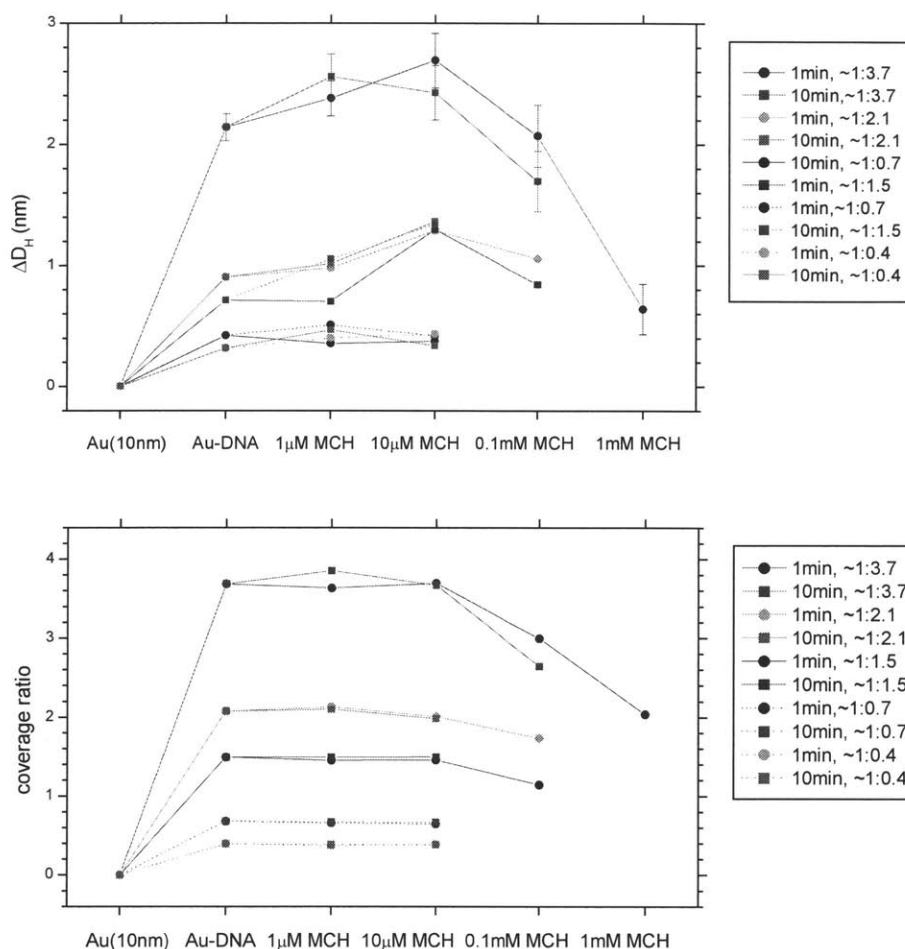 3
2
1
0
ΔD_H (nm)
Au(10nm) Au-DNA 1μM MCH 10μM MCH 0.1mM MCH 1mM MCH
1min, ~1:3.7
10min, ~1:3.7
1min, ~1:2.1
10min, ~1:2.1
10min, ~1:0.7
1min, ~1:1.5
1min,~1:0.7
10min, ~1:1.5
1min, ~1:0.4
10min, ~1:0.4
4
3
2
1
0
coverage ratio
Au(10nm) Au-DNA 1μM MCH 10μM MCH 0.1mM MCH 1mM MCH
1min, ~1:3.7
10min, ~1:3.7
1min, ~1:2.1
10min, ~1:2.1
1min, ~1:1.5
10min, ~1:1.5
1min,~1:0.7
10min, ~1:0.7
1min, ~1:0.4
10min, ~1:0.4